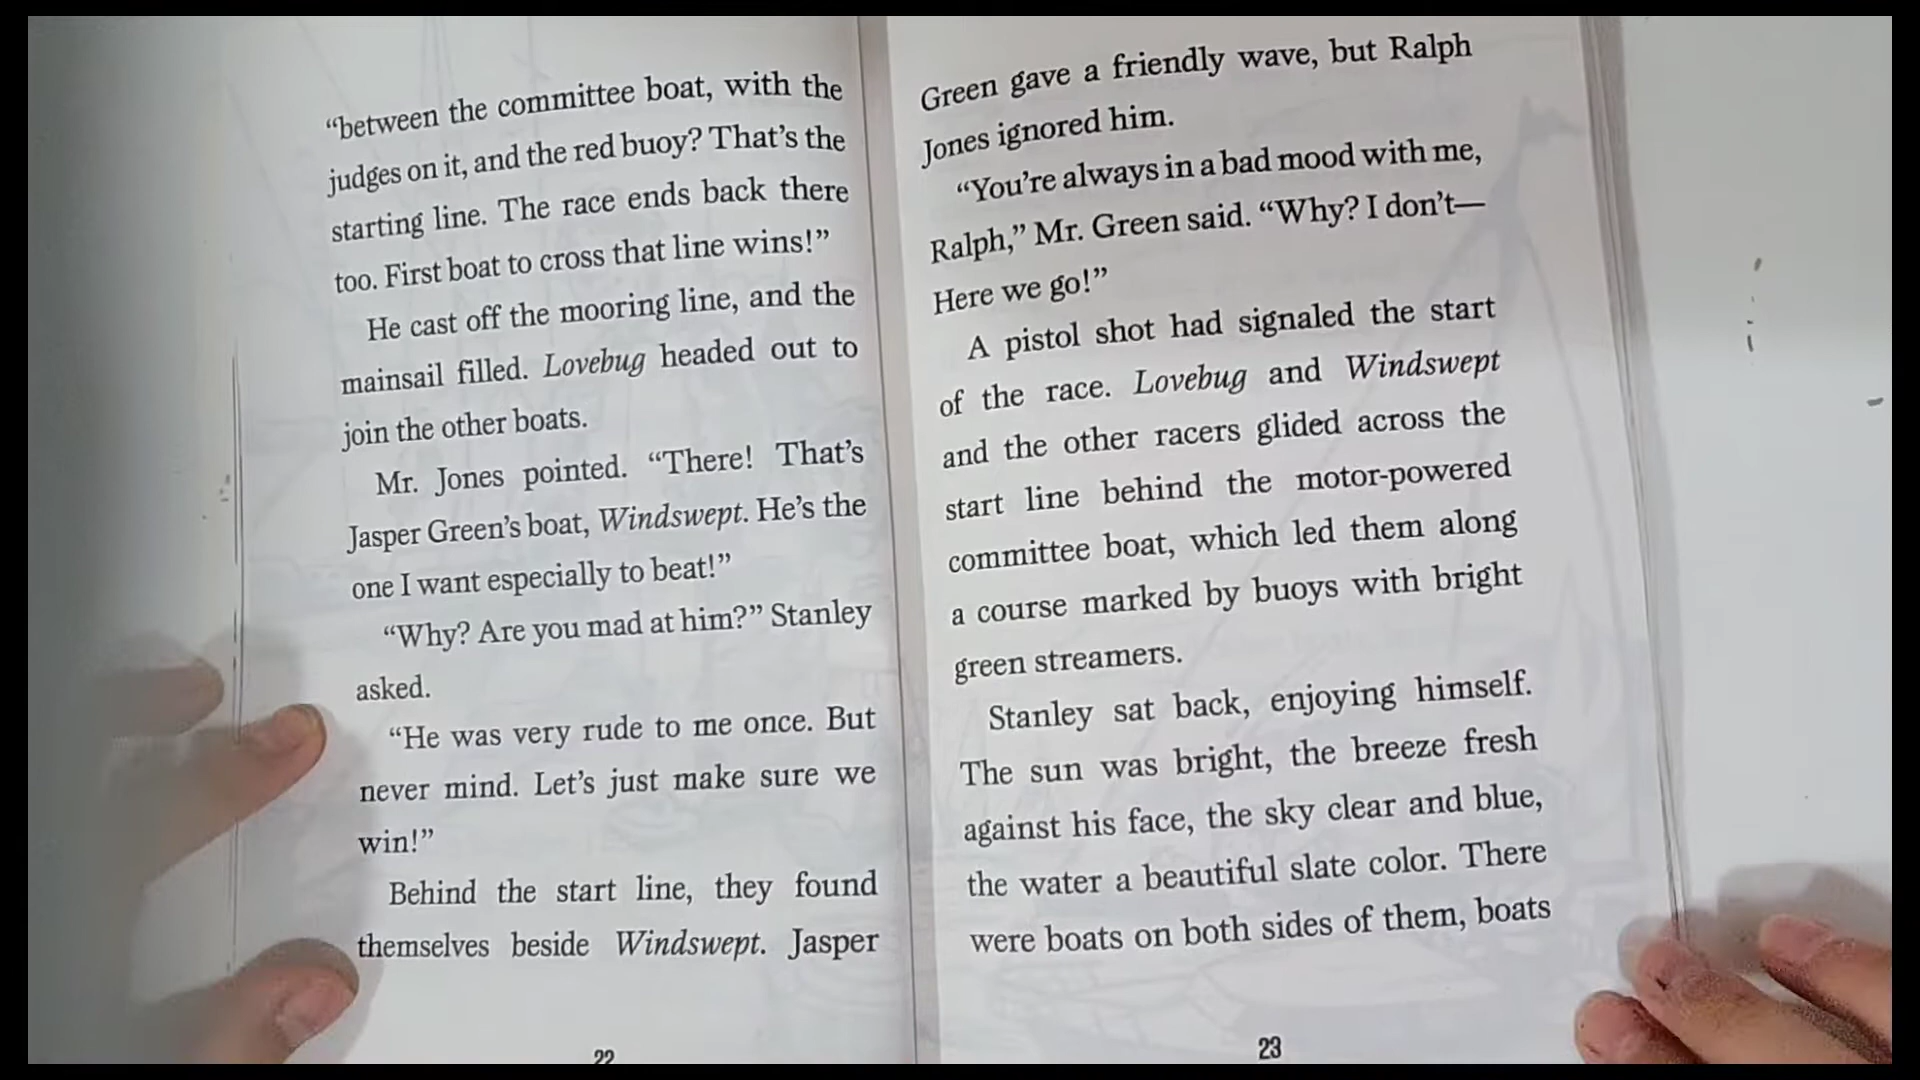 “between the committee boat, with the
judges on it, and the red buoy? That’s the
starting line. The race ends back there
too. First boat to cross that line wins!”
He cast off the mooring line, and the
mainsail filled. Lovebug headed out to
join the other boats.
Mr. Jones pointed. “There! That’s
Jasper Green’s boat, Windswept. He’s the
one I want especially to beat!”
“Why? Are you mad at him?” Stanley
asked.
“He was very rude to me once. But
never mind. Let’s just make sure we
win!”
Behind the start line, they found
themselves beside Windswept. Jasper
22
Green gave a friendly wave, but Ralph
Jones ignored him.
“You’re always in a bad mood with me,
Ralph,” Mr. Green said. “Why? I don’t—
Here we go!”
A pistol shot had signaled the start
of the race. Lovebug and Windswept
and the other racers glided across the
start line behind the motor-powered
committee boat, which led them along
a course marked by buoys with bright
green streamers.
Stanley sat back, enjoying himself.
The sun was bright, the breeze fresh
against his face, the sky clear and blue,
the water a beautiful slate color. There
were boats on both sides of them, boats
23